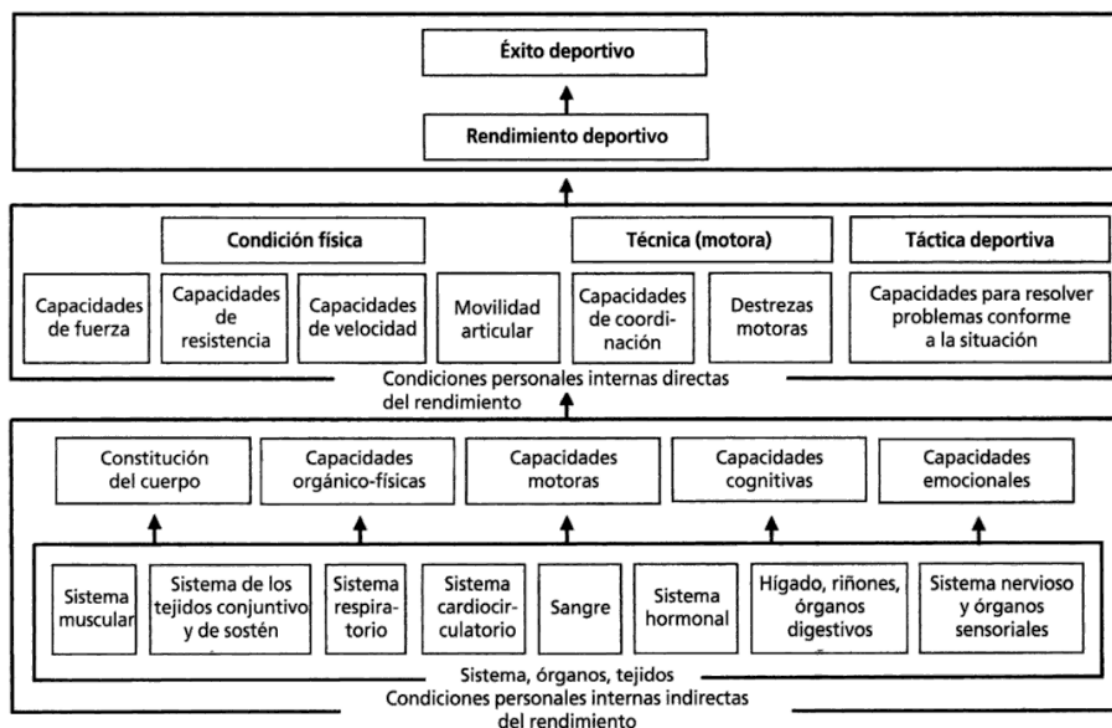 Éxito deportivo
Rendimiento deportivo
Condición física
Técnica (motora)
Táctica deportiva
Capacidades
de fuerza
Capacidades
de
resistencia
Capacidades
de velocidad
Movilidad
articular
Capacidades
de coordi-
nación
Destrezas
motoras
Capacidades para resolver
problemas conforme
a la situación
Condiciones personales internas directas
del rendimiento
Constitución
del cuerpo
Capacidades
orgánico-físicas
Capacidades
motoras
Capacidades
cognitivas
Capacidades
emocionales
Sistema
muscular
Sistema de los
tejidos conjuntivo
y de sostén
Sistema
respira-
torio
Sistema
cardiocir-
culatorio
Sangre
Sistema
hormonal
Hígado, riñones,
órganos
digestivos
Sistema nervioso
y órganos
sensoriales
Sistema, órganos, tejidos
Condiciones personales internas indirectas
del rendimiento